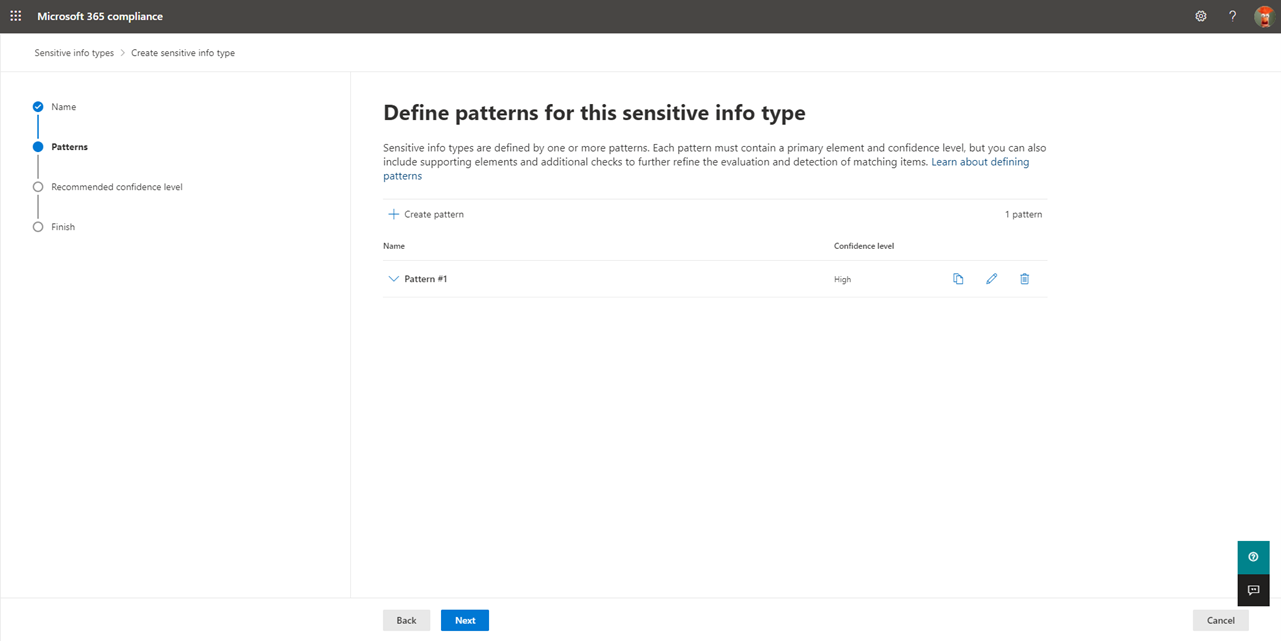 Microsoft 365 compliance
?
Sensitive info types > Create sensitive info type
Name
Patterns
Recommended confidence level
Finish
Define patterns for this sensitive info type
Sensitive info types are defined by one or more patterns. Each pattern must contain a primary element and confidence level, but you can also
include supporting elements and additional checks to further refine the evaluation and detection of matching items. Learn about defining
patterns
+ Create pattern
1 pattern
Name
Confidence level
Pattern #1
High
Back
Next
Cancel